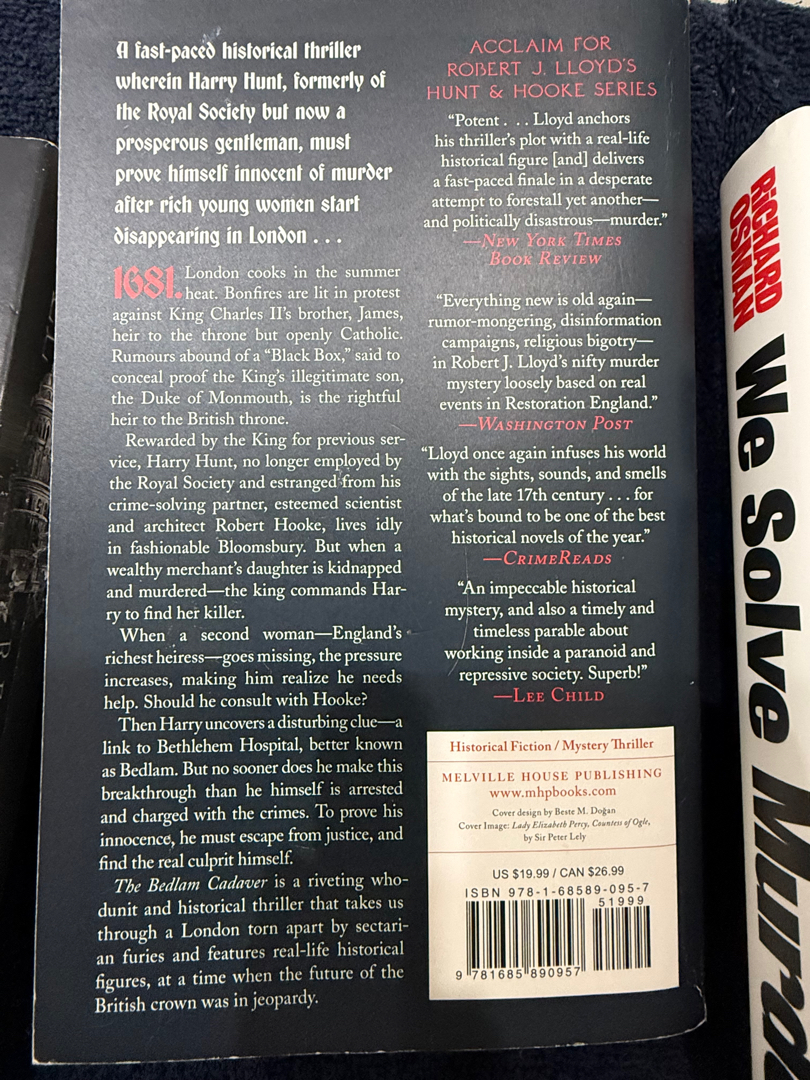 A fast-paced historical thriller
wherein Harry Hunt, formerly of
the Royal Society but now a
prosperous gentleman, must
prove himself innocent of murder
after rich young women start
disappearing in London . . .
1681. London cooks in the summer
heat. Bonfires are lit in protest
against King Charles II's brother, James,
heir to the throne but openly Catholic.
Rumours abound of a “Black Box,” said to
conceal proof the King's illegitimate son,
the Duke of Monmouth, is the rightful
heir to the British throne.
Rewarded by the King for previous ser-
vice, Harry Hunt, no longer employed by
the Royal Society and estranged from his
crime-solving partner, esteemed scientist
and architect Robert Hooke, lives idly
in fashionable Bloomsbury. But when a
wealthy merchant's daughter is kidnapped
and murdered—the king commands Har-
ry to find her killer.
When a second woman—England's
richest heiress—goes missing, the pressure
increases, making him realize he needs
help. Should he consult with Hooke?
Then Harry uncovers a disturbing clue—a
link to Bethlehem Hospital, better known
as Bedlam. But no sooner does he make this
breakthrough than he himself is arrested
and charged with the crimes. To prove his
innocence, he must escape from justice, and
find the real culprit himself.
The Bedlam Cadaver is a riveting who-
dunit and historical thriller that takes us
through a London torn apart by sectari-
an furies and features real-life historical
figures, at a time when the future of the
British crown was in jeopardy.
ACCLAIM FOR
ROBERT J. LLOYD'S
HUNT & HOOKE SERIES
“Potent . . . Lloyd anchors
his thriller's plot with a real-life
historical figure [and] delivers
a fast-paced finale in a desperate
attempt to forestall yet another—
and politically disastrous—murder.”
—NEW YORK TIMES
BOOK REVIEW
“Everything new is old again—
rumor-mongering, disinformation
campaigns, religious bigotry—
in Robert J. Lloyd's nifty murder
mystery loosely based on real
events in Restoration England.”
—WASHINGTON POST
“Lloyd once again infuses his world
with the sights, sounds, and smells
of the late 17th century . . . for
what's bound to be one of the best
historical novels of the year.”
—CRIMEREADS
“An impeccable historical
mystery, and also a timely and
timeless parable about
working inside a paranoid and
repressive society. Superb!”
—LEE CHILD
Historical Fiction / Mystery Thriller
MELVILLE HOUSE PUBLISHING
www.mhpbooks.com
Cover design by Beste M. Doğan
Cover Image: Lady Elizabeth Percy, Countess of Ogle,
by Sir Peter Lely
US $19.99 / CAN $26.99
ISBN 978-1-68589-095-7
51999
9 781685 890957
RICHARD
OSMAN
We Solve Murde